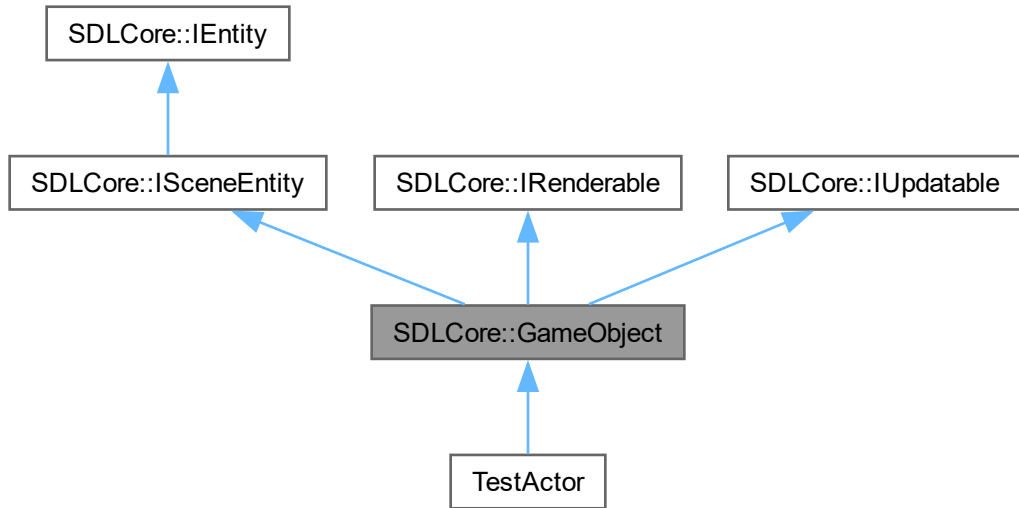 SDLCore::IEntity
SDLCore::ISceneEntity
SDLCore::IRenderable
SDLCore::IUpdatable
SDLCore::GameObject
TestActor